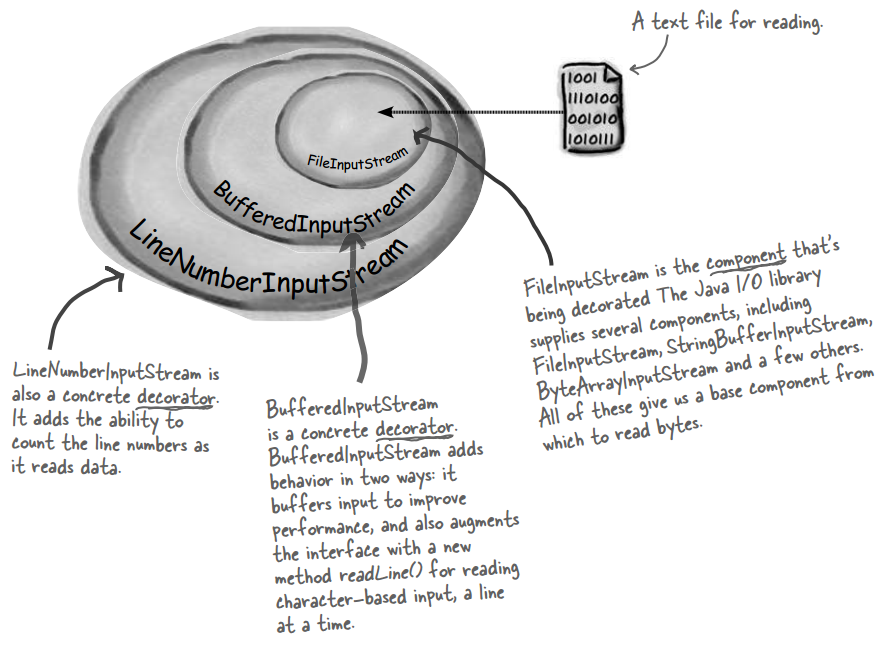 A text file for reading.
1001
1110100
001010
1010111
FileInputStream
BufferedInputStream
LineNumberInputStream
FileInputStream is the component that's
being decorated The Java I/O library
supplies several components, including
FileInputStream, StringBufferInputStream,
ByteArrayInputStream and a few others.
All of these give us a base component from
which to read bytes.
LineNumberInputStream is
also a concrete decorator.
It adds the ability to
count the line numbers as
it reads data.
BufferedInputStream
is a concrete decorator.
BufferedInputStream adds
behavior in two ways: it
buffers input to improve
performance, and also augments
the interface with a new
method readLine() for reading
character-based input, a line
at a time.